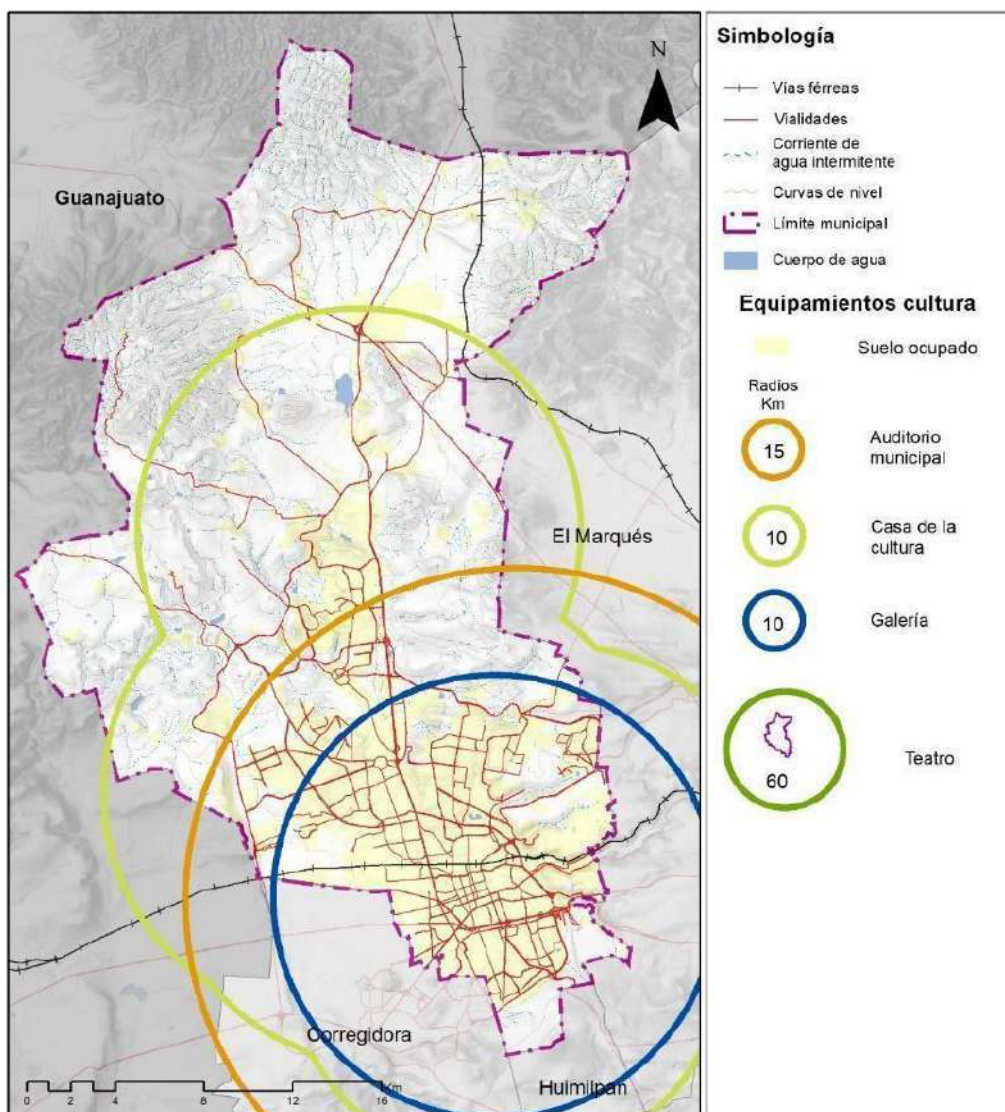 N
Guanajuato
El Marqués
Corregidora
Huimilpan
0 2 4 8 12 16
Km
Simbología
Vías férreas
Vialidades
Corriente de
agua intermitente
Curvas de nivel
Límite municipal
Cuerpo de agua
Equipamientos cultura
Suelo ocupado
Radios
Km
15
Auditorio
municipal
10
Casa de la
cultura
10
Galería
60
Teatro